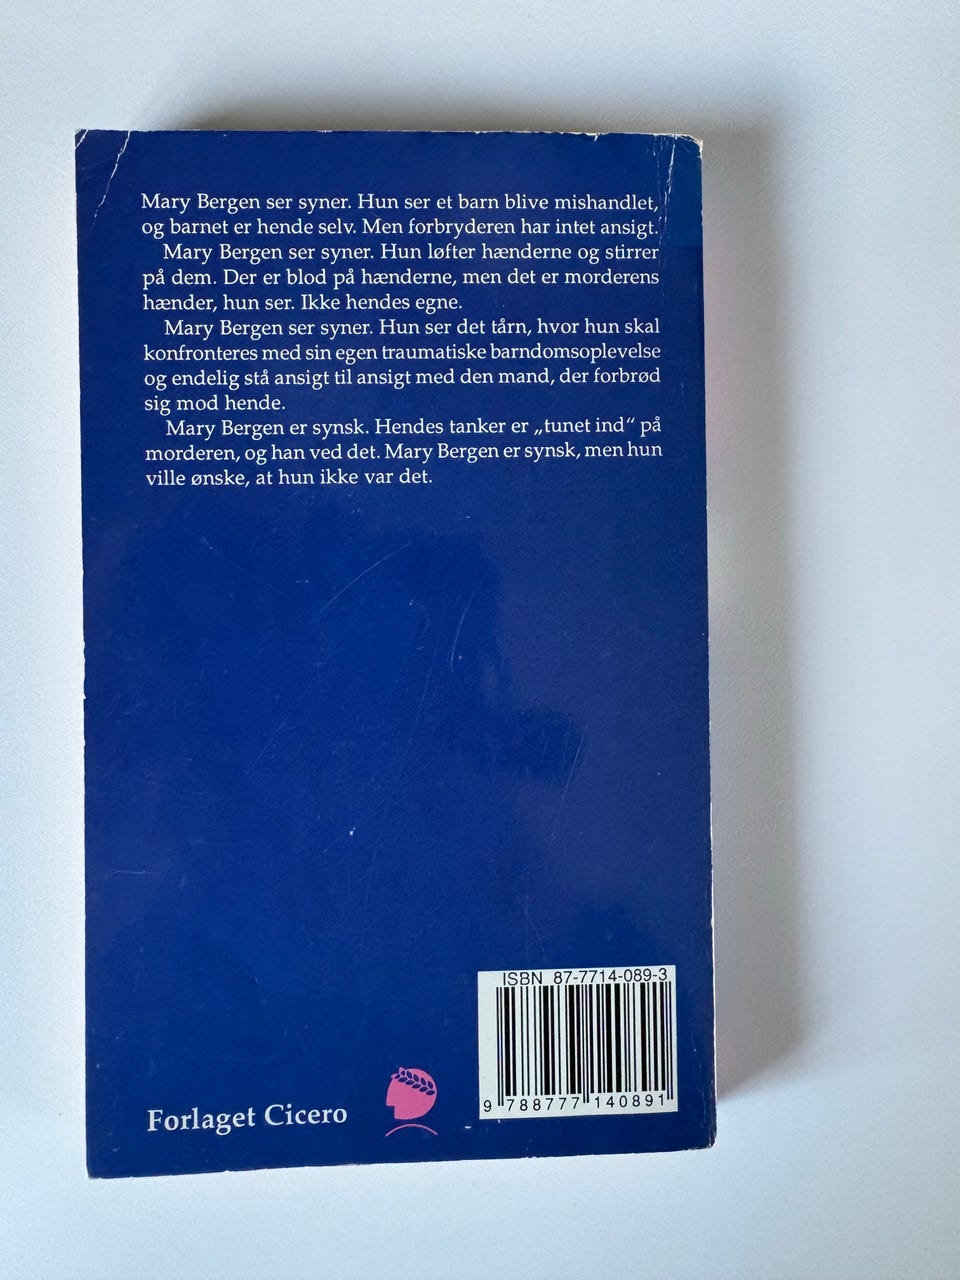 Mary Bergen ser syner. Hun ser et barn blive mishandlet,
og barnet er hende selv. Men forbryderen har intet ansigt.
Mary Bergen ser syner. Hun løfter hænderne og stirrer
på dem. Der er blod på hænderne, men det er morderens
hænder, hun ser. Ikke hendes egne.
Mary Bergen ser syner. Hun ser det tårn, hvor hun skal
konfronteres med sin egen traumatiske barndomsoplevelse
og endelig stå ansigt til ansigt med den mand, der forbrød
sig mod hende.
Mary Bergen er synsk. Hendes tanker er „tunet ind“ på
morderen, og han ved det. Mary Bergen er synsk, men hun
ville ønske, at hun ikke var det.
ISBN 87-7714-089-3
9 788777 140891
Forlaget Cicero